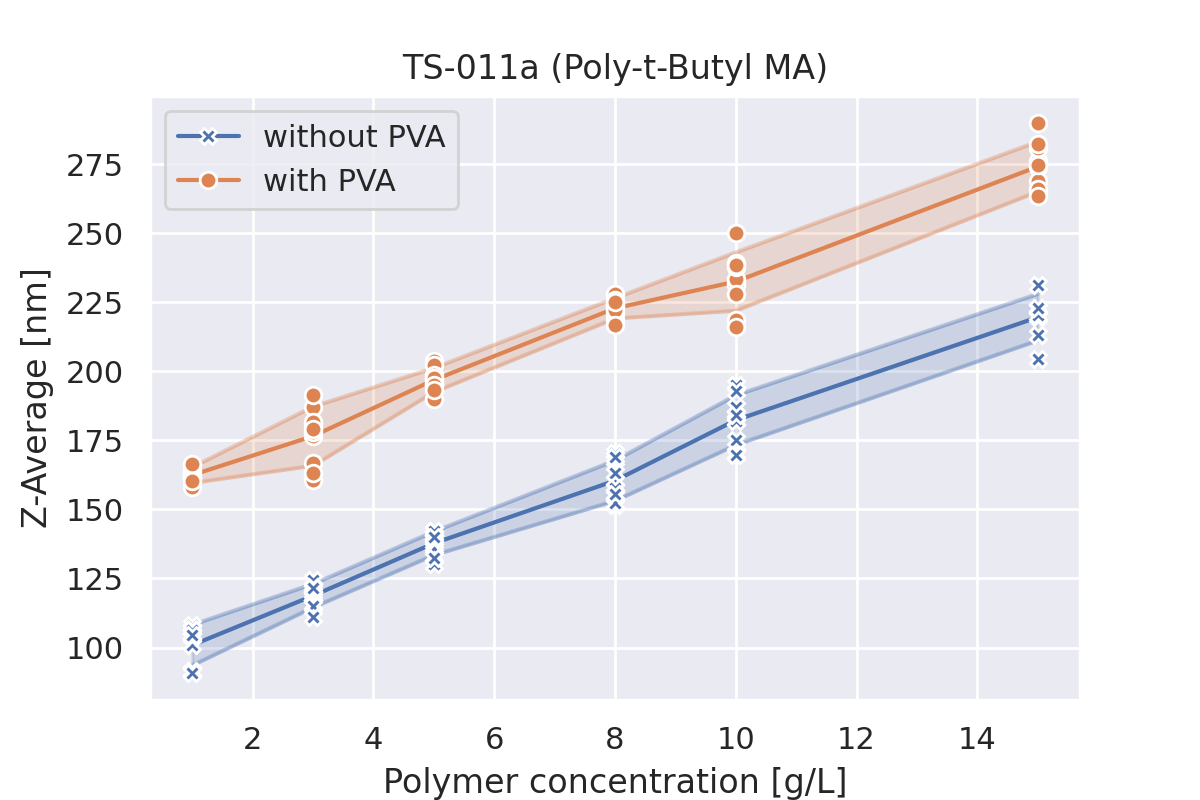 TS-011a (Poly-t-Butyl MA)
without PVA
with PVA
275
250
225
200
175
150
125
100
Z-Average [nm]
2 4 6 8 10 12 14
Polymer concentration [g/L]